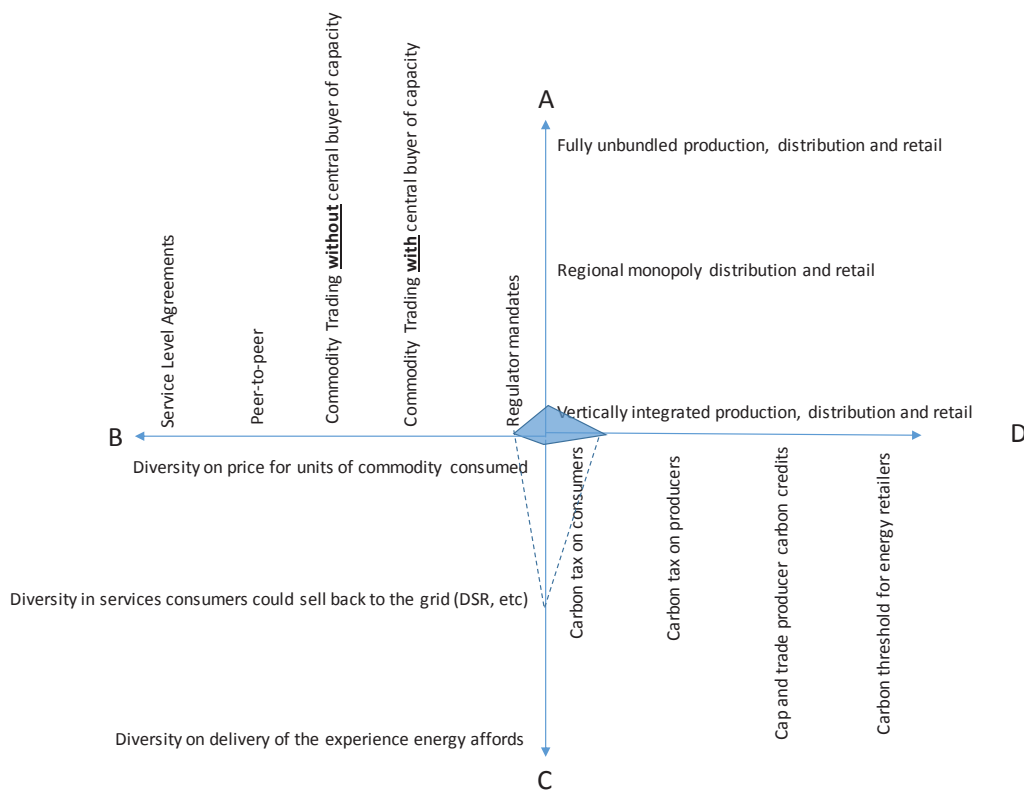 A
Fully unbundled production, distribution and retail
Regional monopoly distribution and retail
Vertically integrated production, distribution and retail
Service Level Agreements
Peer-to-peer
Commodity Trading without central buyer of capacity
Commodity Trading with central buyer of capacity
Regulator mandates
B
D
Diversity on price for units of commodity consumed
Diversity in services consumers could sell back to the grid (DSR, etc)
Diversity on delivery of the experience energy affords
Carbon tax on consumers
Carbon tax on producers
Cap and trade producer carbon credits
Carbon threshold for energy retailers
C